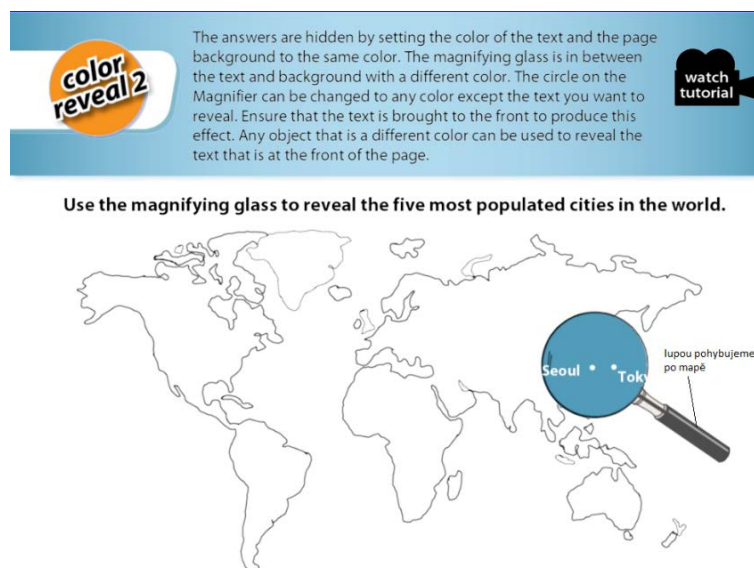 color
reveal 2
The answers are hidden by setting the color of the text and the page
background to the same color. The magnifying glass is in between
the text and background with a different color. The circle on the
Magnifier can be changed to any color except the text you want to
reveal. Ensure that the text is brought to the front to produce this
effect. Any object that is a different color can be used to reveal the
text that is at the front of the page.
watch
tutorial
Use the magnifying glass to reveal the five most populated cities in the world.
lupou pohybujeme
po mapě
Seoul
Toky